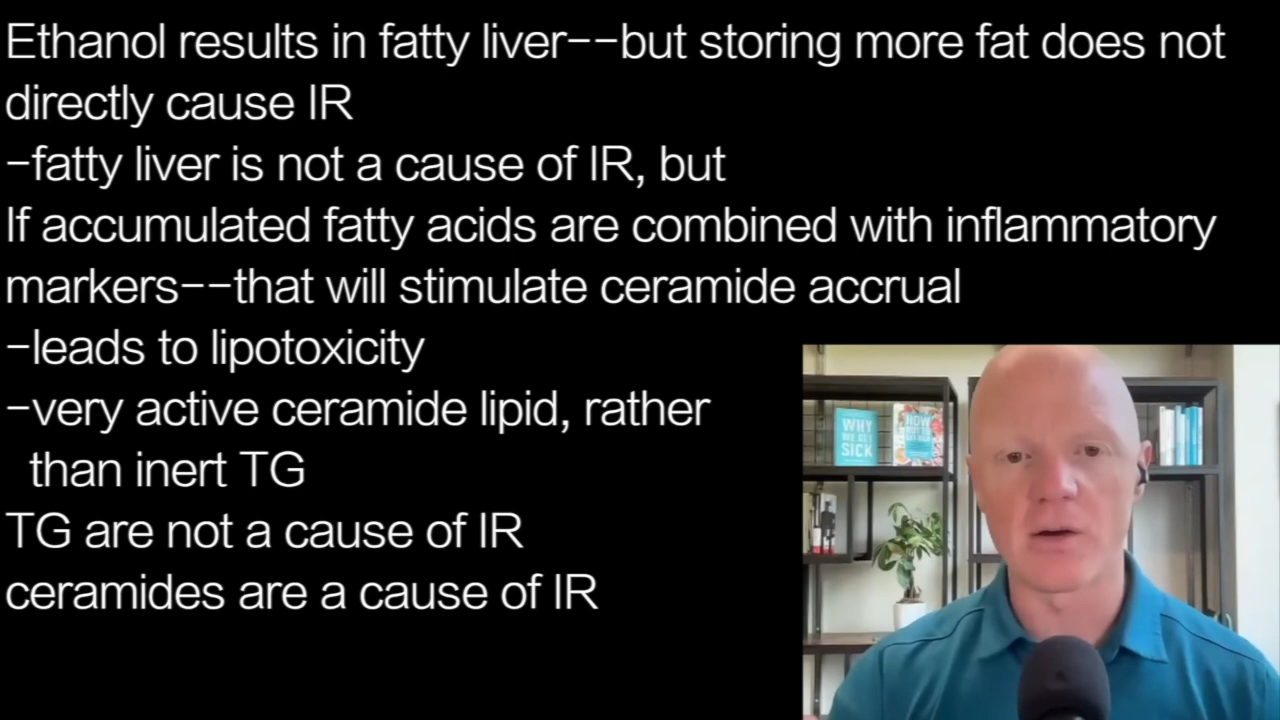 Ethanol results in fatty liver--but storing more fat does not
directly cause IR
-fatty liver is not a cause of IR, but
If accumulated fatty acids are combined with inflammatory
markers--that will stimulate ceramide accrual
-leads to lipotoxicity
-very active ceramide lipid, rather
than inert TG
TG are not a cause of IR
ceramides are a cause of IR
WHY
WE GET
SICK
HOW
NOT TO